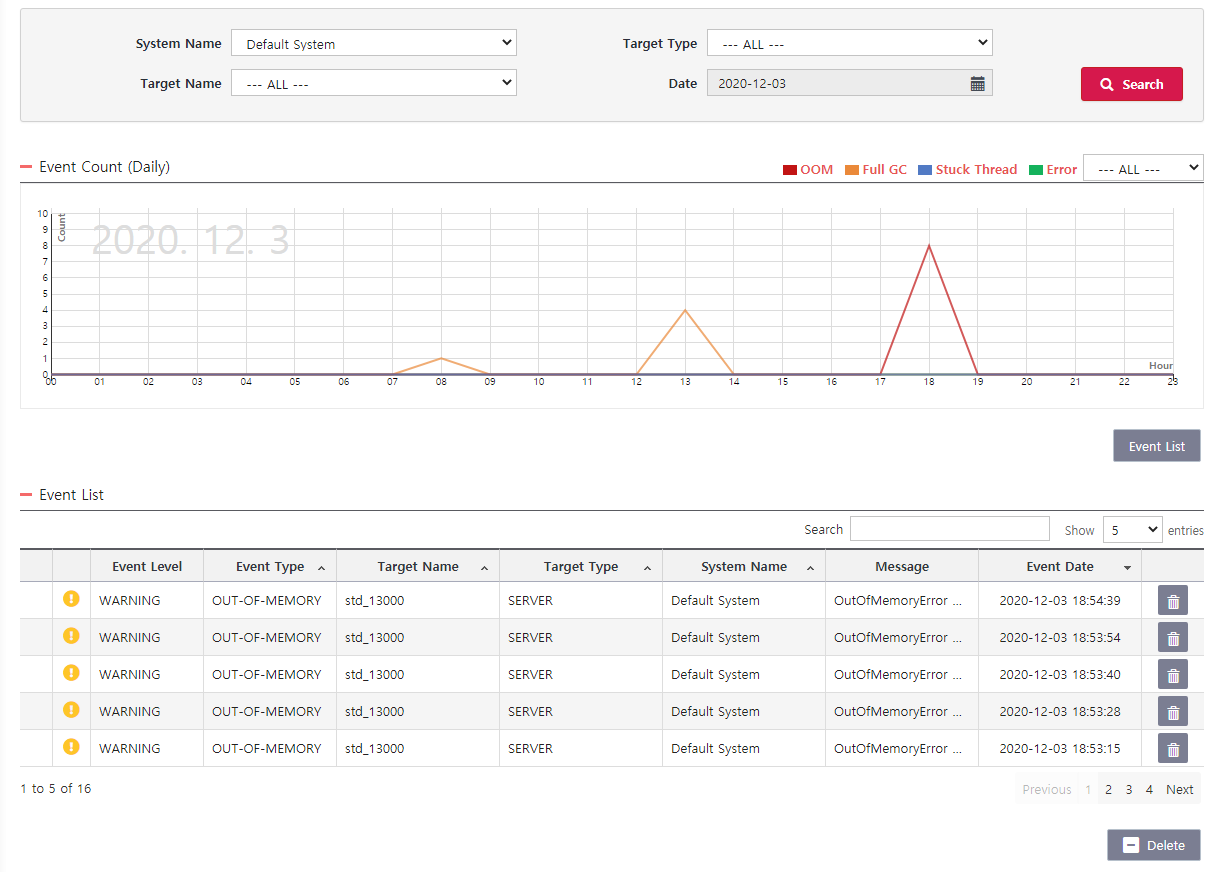 System Name Default System Target Type --- ALL ---
Target Name --- ALL --- Date 2020-12-03 Search
Event Count (Daily) OOM Full GC Stuck Thread Error --- ALL ---
2020. 12. 3
Count
10
9
8
7
6
5
4
3
2
1
0
Hour
00 01 02 03 04 05 06 07 08 09 10 11 12 13 14 15 16 17 18 19 20 21 22 23
Event List
Event List
Search Show 5 entries
Event Level Event Type Target Name Target Type System Name Message Event Date
WARNING OUT-OF-MEMORY std_13000 SERVER Default System OutOfMemoryError ... 2020-12-03 18:54:39
WARNING OUT-OF-MEMORY std_13000 SERVER Default System OutOfMemoryError ... 2020-12-03 18:53:54
WARNING OUT-OF-MEMORY std_13000 SERVER Default System OutOfMemoryError ... 2020-12-03 18:53:40
WARNING OUT-OF-MEMORY std_13000 SERVER Default System OutOfMemoryError ... 2020-12-03 18:53:28
WARNING OUT-OF-MEMORY std_13000 SERVER Default System OutOfMemoryError ... 2020-12-03 18:53:15
1 to 5 of 16 Previous 1 2 3 4 Next
Delete